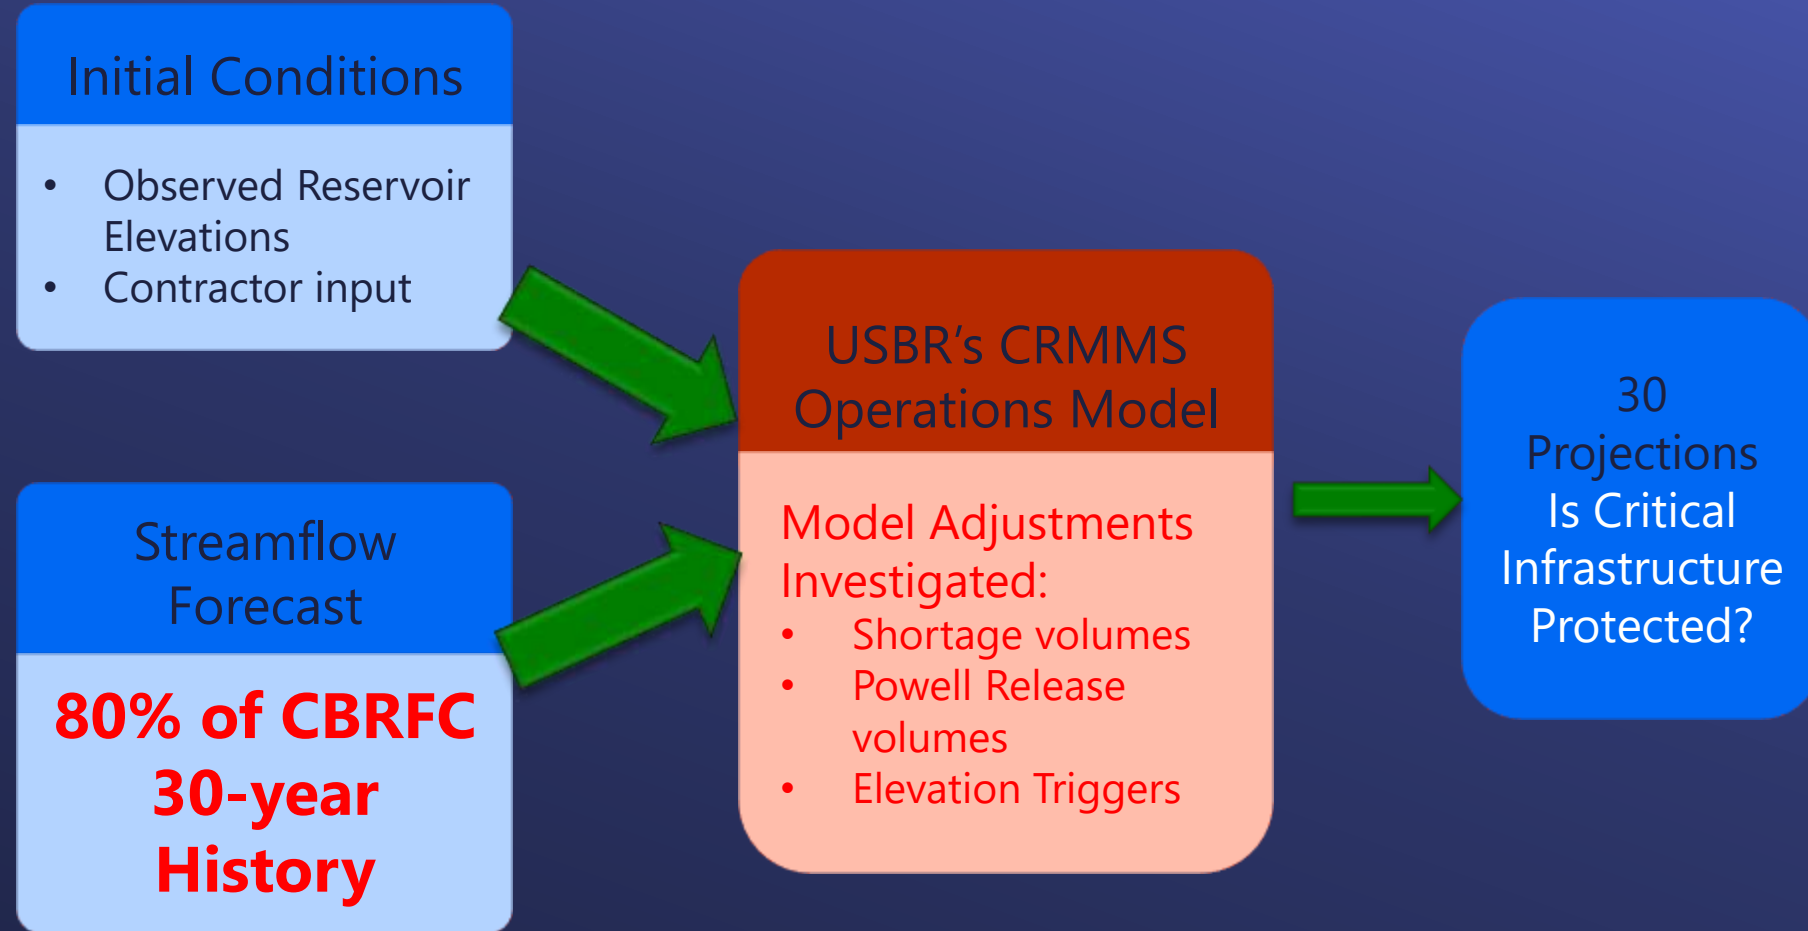 Initial Conditions
• Observed Reservoir
Elevations
• Contractor input
Streamflow
Forecast
80% of CBRFC
30-year
History
USBR’s CRMMS
Operations Model
Model Adjustments
Investigated:
• Shortage volumes
• Powell Release
volumes
• Elevation Triggers
30
Projections
Is Critical
Infrastructure
Protected?